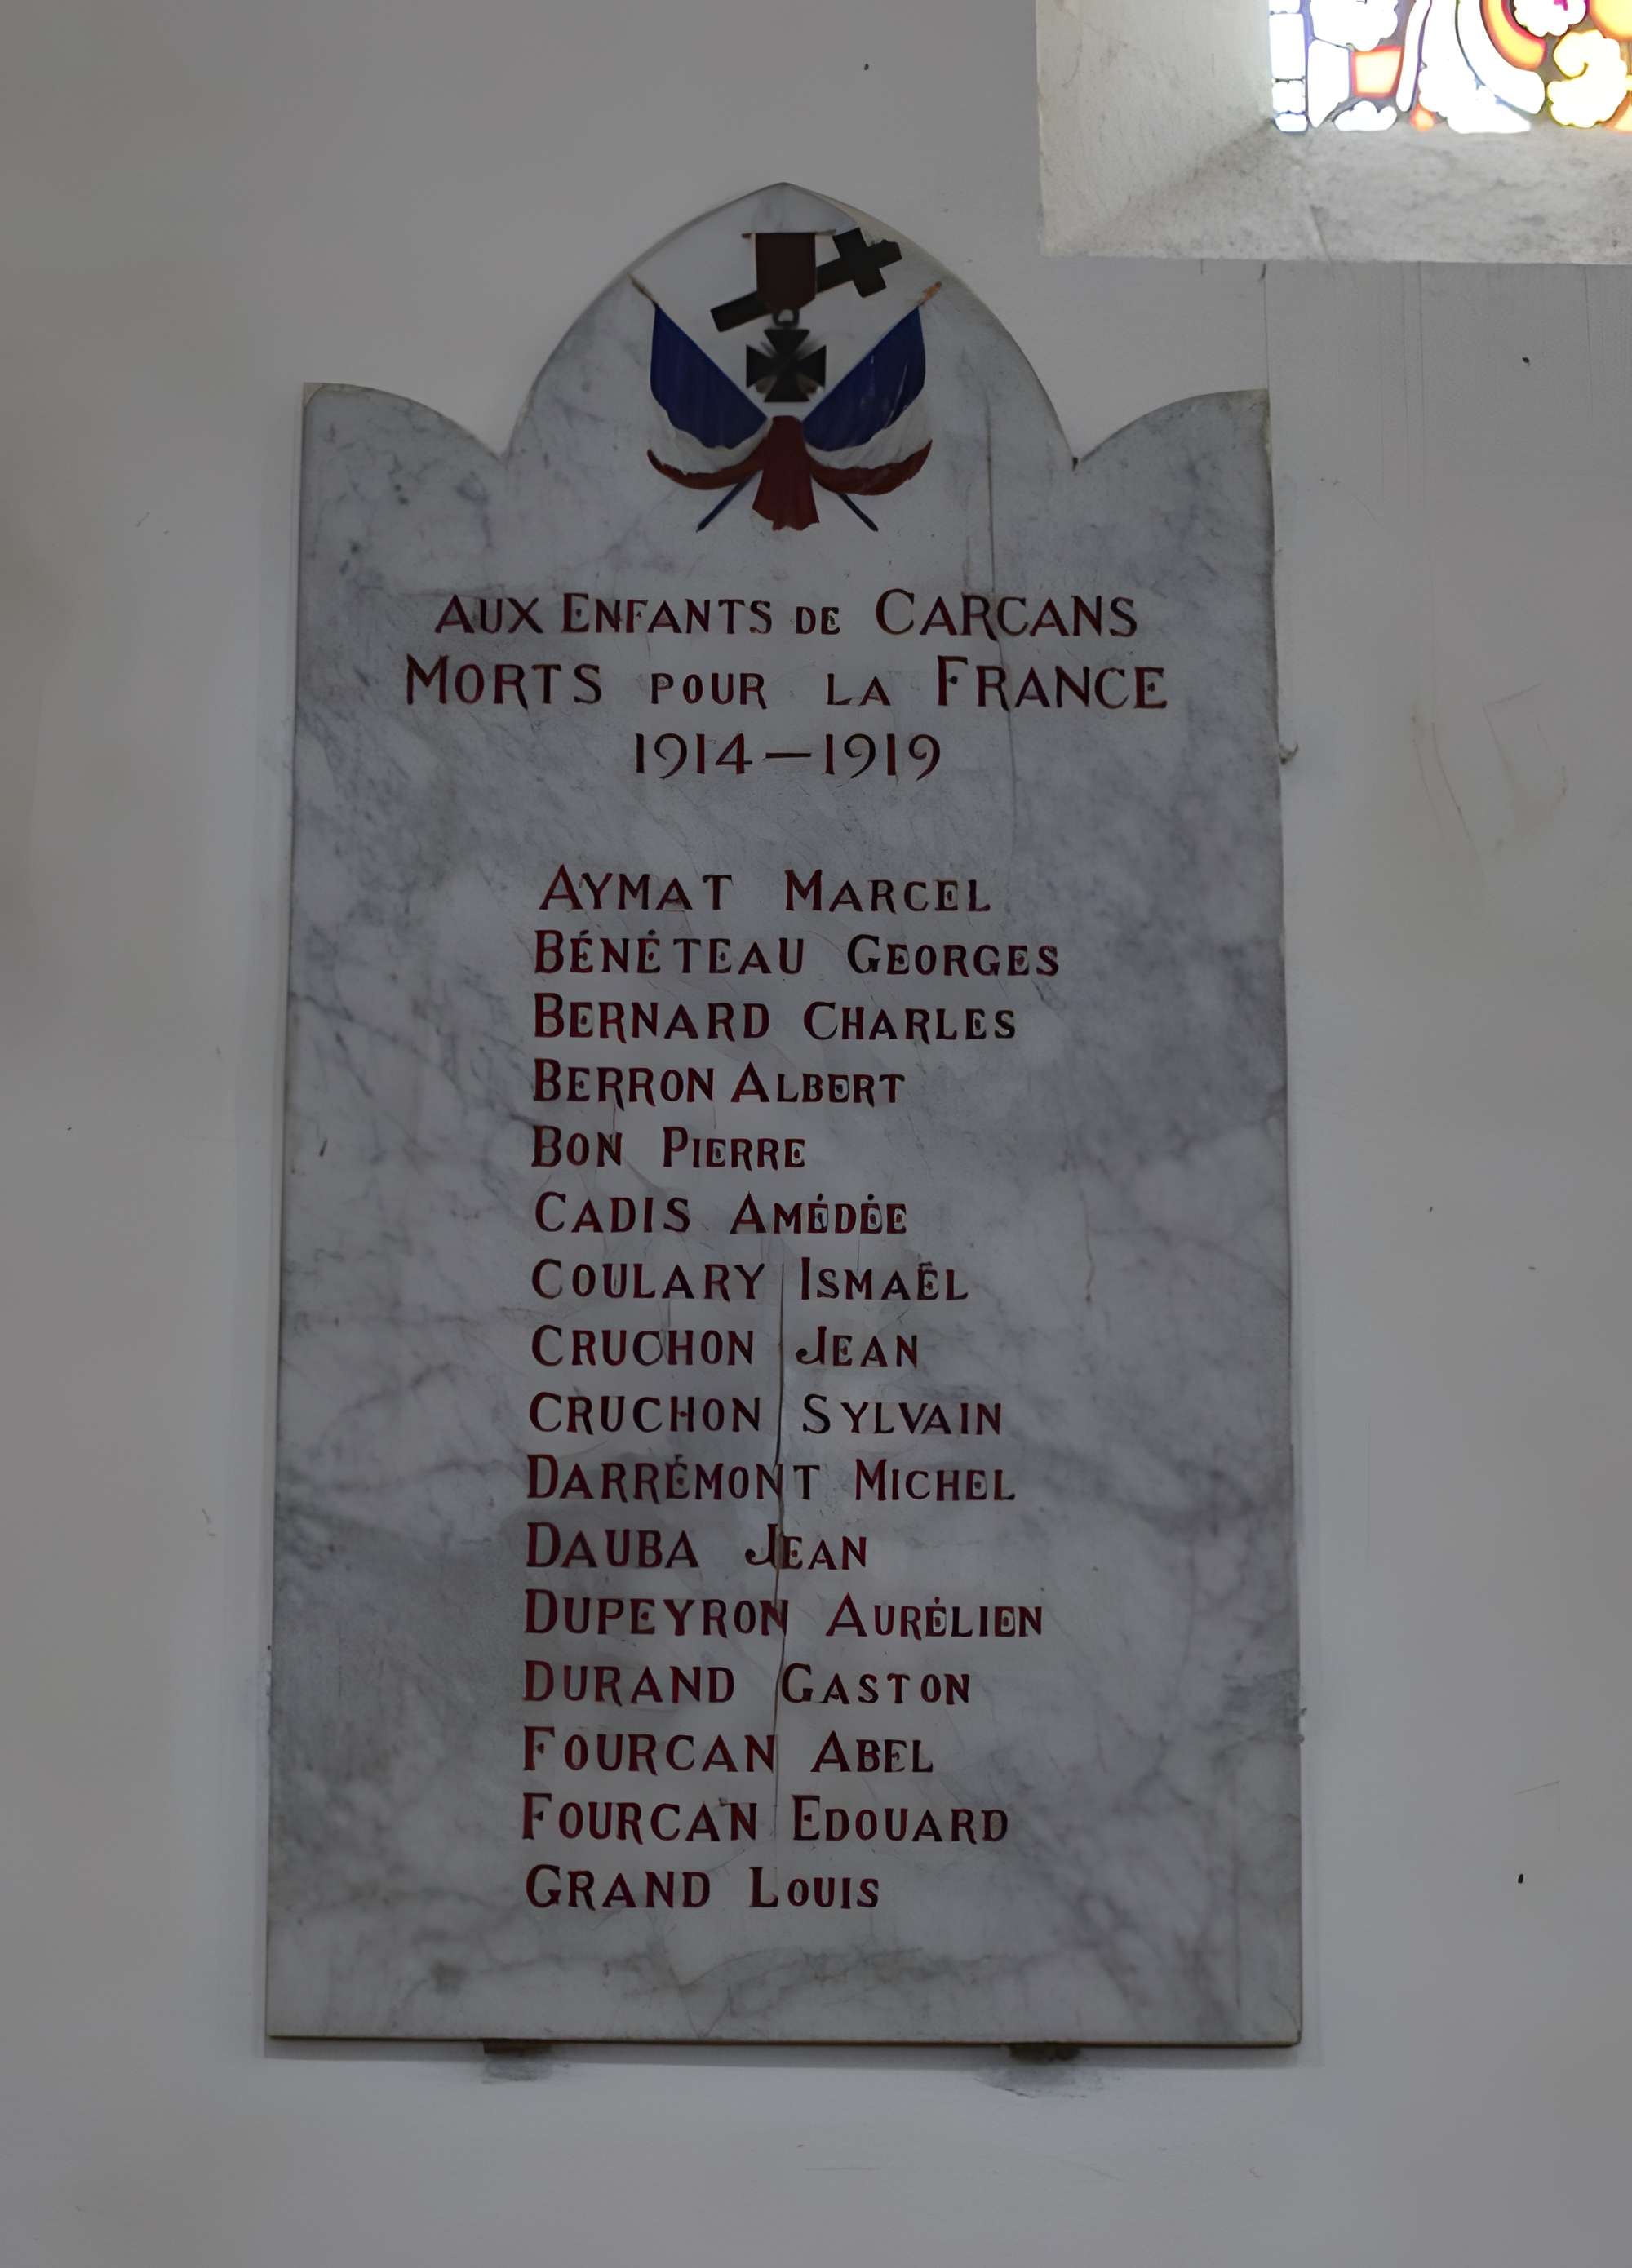 AUX ENFANTS DE CARCANS
MORTS POUR LA FRANCE
1914-1919
AYMAT MARCEL
BÉNÉTEAU GEORGES
BERNARD CHARLES
BERRON ALBERT
BON PIERRE
CADIS AMÉDÉE
COULARY ISMAËL
CRUCHON JEAN
CRUCHON SYLVAIN
DARRÉMONT MICHEL
DAUBA JEAN
DUPEYRON AURÉLIEN
DURAND GASTON
FOURCAN ABEL
FOURCAN EDOUARD
GRAND LOUIS